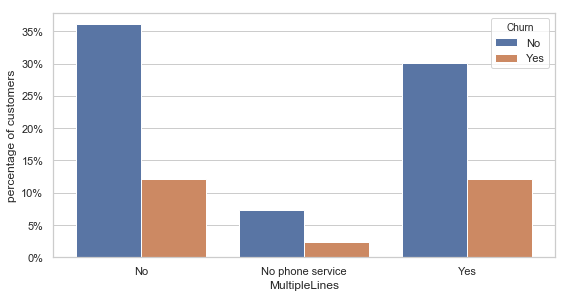 Churn
No
Yes
percentage of customers
35%
30%
25%
20%
15%
10%
5%
0%
No No phone service Yes
MultipleLines